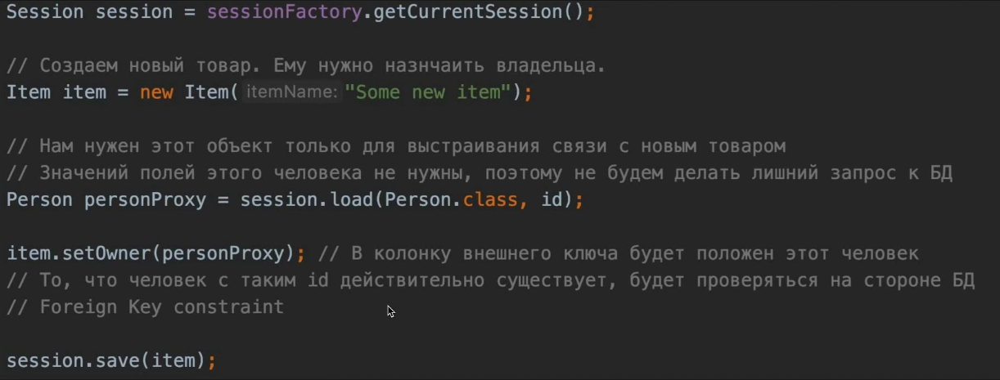 Session session = sessionFactory.getCurrentSession();
// Создаем новый товар. Ему нужно назнчаить владельца.
Item item = new Item( itemName: "Some new item");
// Нам нужен этот объект только для выстраивания связи с новым товаром
// Значений полей этого человека не нужны, поэтому не будем делать лишний запрос к БД
Person personProxy = session.load(Person.class, id);
item.setOwner(personProxy); // В колонку внешнего ключа будет положен этот человек
// То, что человек с таким id действительно существует, будет проверяться на стороне БД
// Foreign Key constraint
session.save(item);